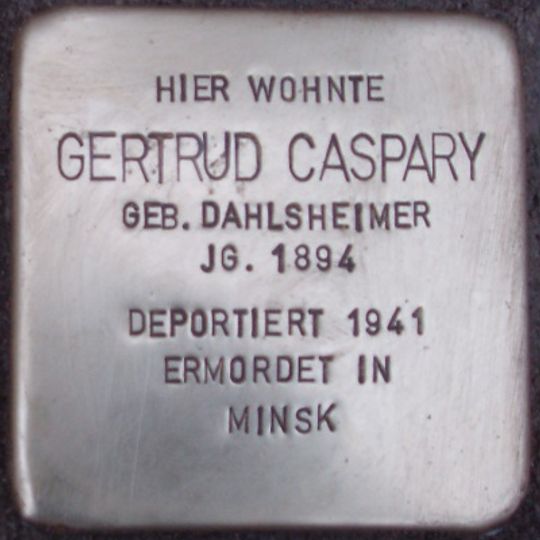 HIER WOHNTE
GERTRUD CASPARY
GEB. DAHLSHEIMER
JG. 1894
DEPORTIERT 1941
ERMORDET IN
MINSK